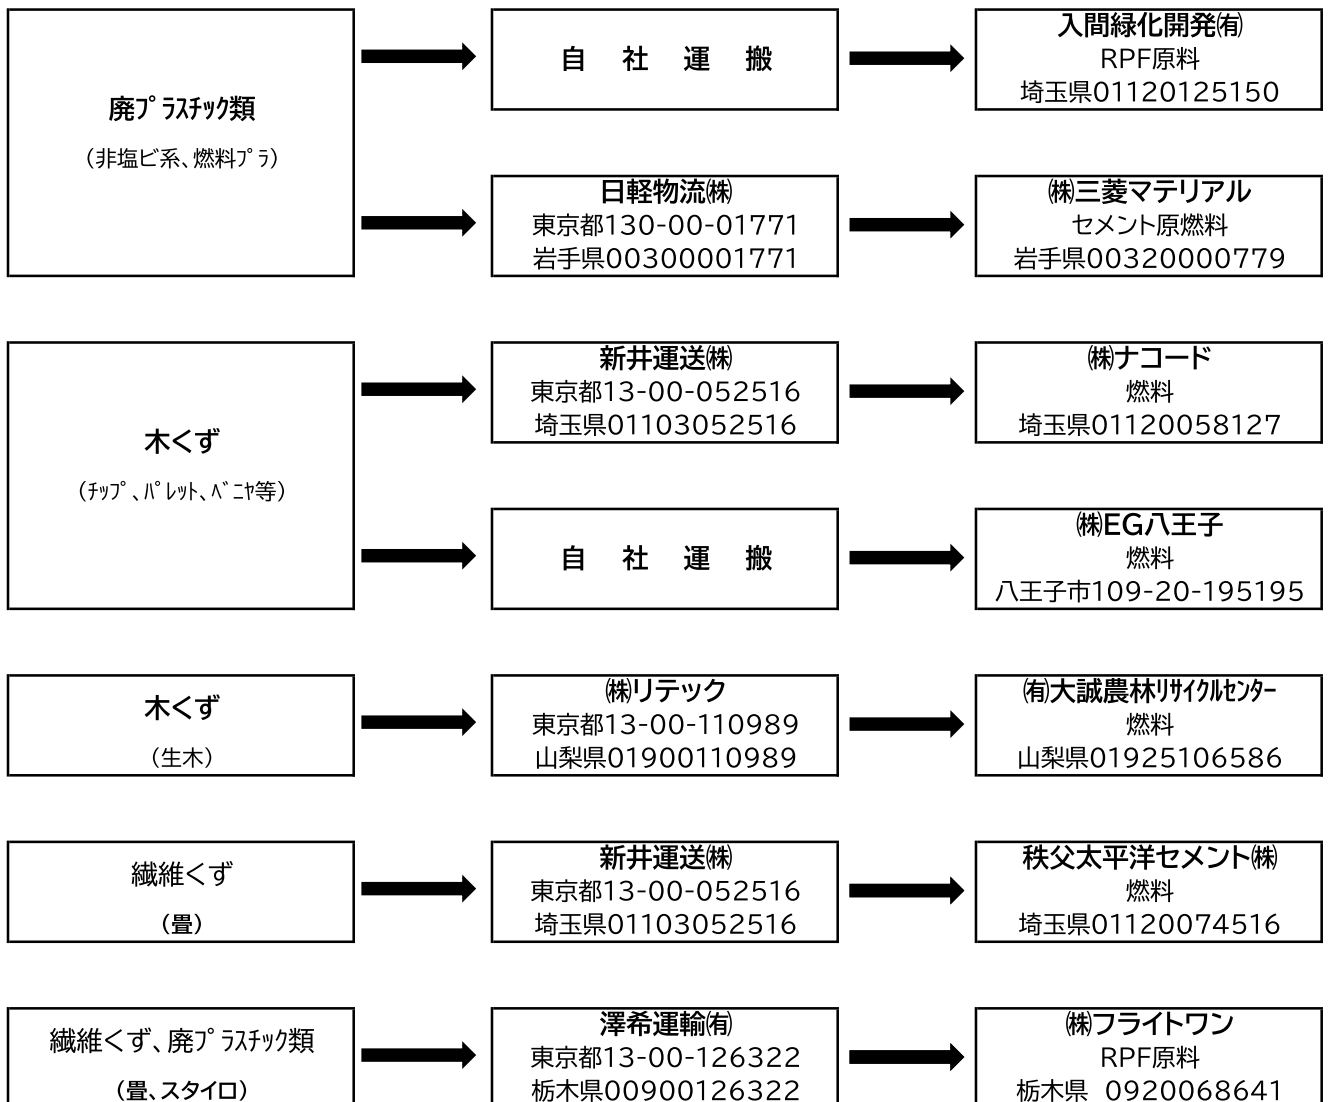 廃ﾌﾟﾗｽﾁｯｸ類
（非塩ビ系、燃料ﾌﾟﾗ）
自　社　運　搬
入間緑化開発㈲
RPF原料
埼玉県01120125150
日軽物流㈱
東京都130-00-01771
岩手県00300001771
㈱三菱マテリアル
セメント原燃料
岩手県00320000779
木くず
（ﾁｯﾌﾟ、ﾊﾟﾚｯﾄ、ﾍﾞﾆﾔ等）
新井運送㈱
東京都13-00-052516
埼玉県01103052516
㈱ナコード
燃料
埼玉県01120058127
自　社　運　搬
㈱EG八王子
燃料
八王子市109-20-195195
木くず
（生木）
㈱リテック
東京都13-00-110989
山梨県01900110989
㈲大誠農林ﾘｻｲｸﾙｾﾝﾀｰ
燃料
山梨県01925106586
繊維くず
（畳）
新井運送㈱
東京都13-00-052516
埼玉県01103052516
秩父太平洋セメント㈱
燃料
埼玉県01120074516
繊維くず、廃ﾌﾟﾗｽﾁｯｸ類
（畳、スタイロ）
澤希運輸㈲
東京都13-00-126322
栃木県00900126322
㈱フライトワン
RPF原料
栃木県　0920068641